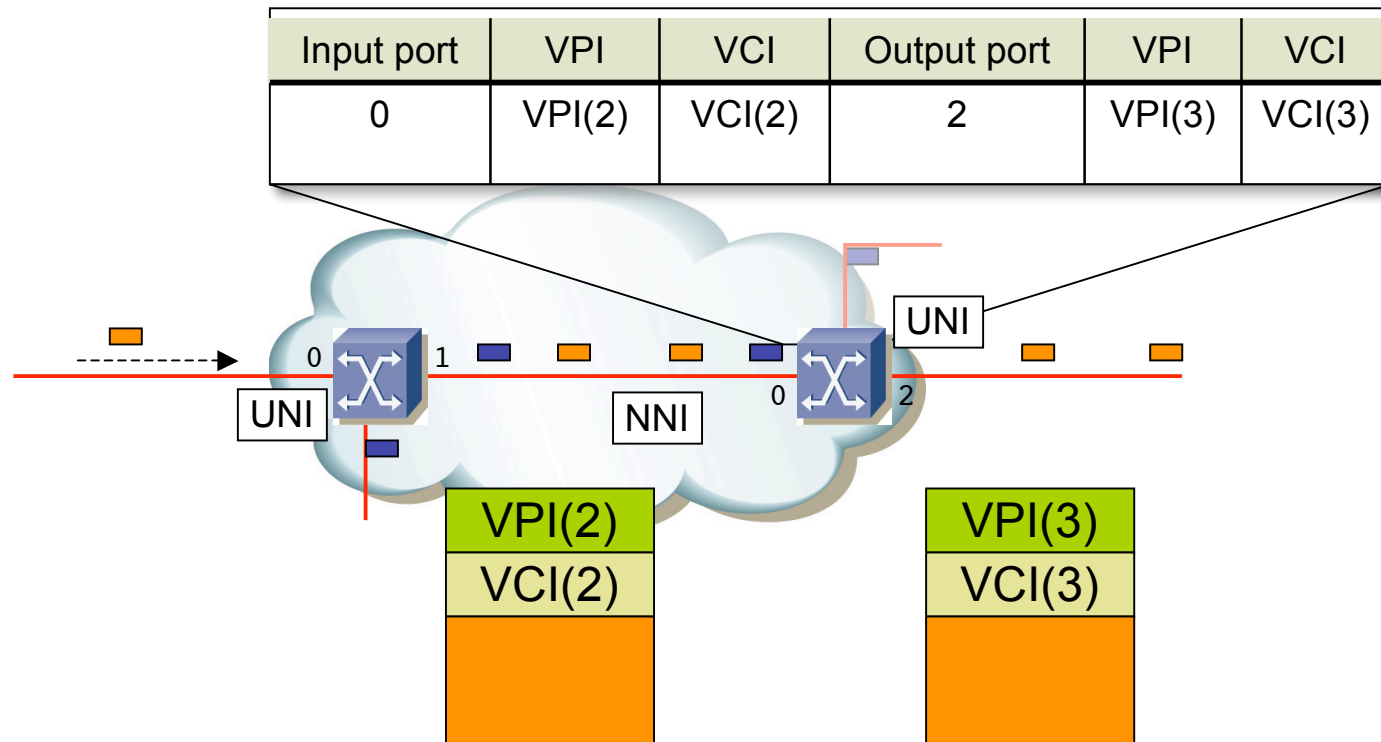 Input port VPI VCI Output port VPI VCI
0 VPI(2) VCI(2) 2 VPI(3) VCI(3)
UNI
0 1
UNI NNI 0 2
VPI(2) VPI(3)
VCI(2) VCI(3)